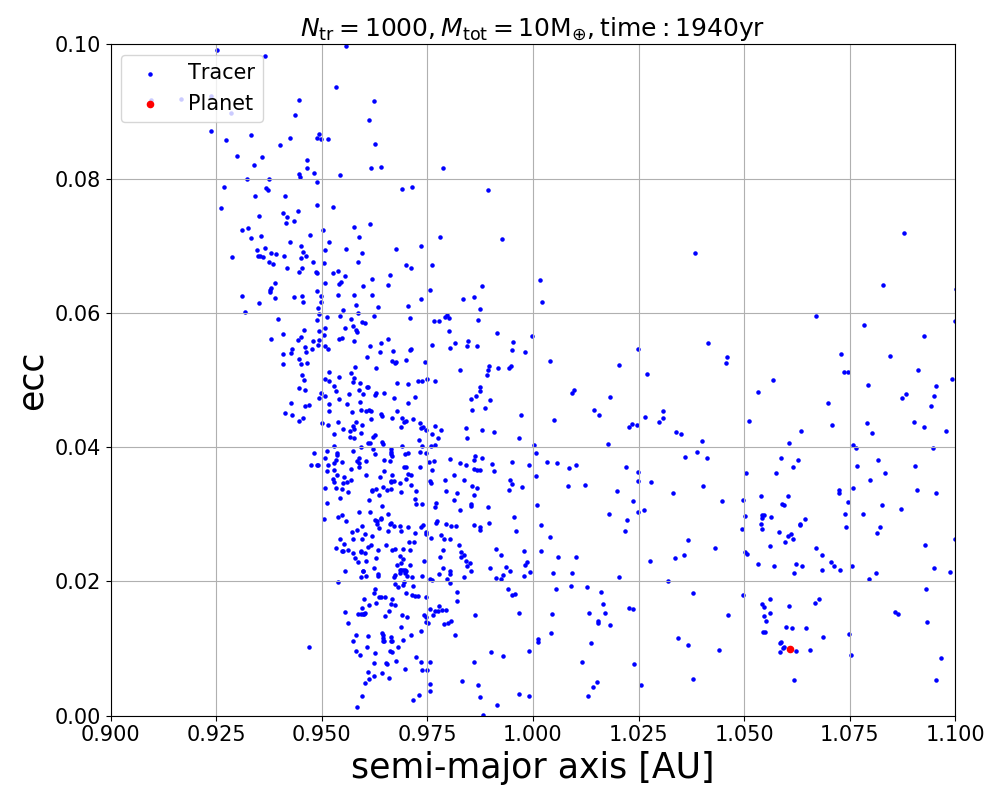 N_tr = 1000, M_tot = 10M_⊕, time : 1940yr
Tracer
Planet
0.10
0.08
0.06
0.04
0.02
0.00
ecc
0.900 0.925 0.950 0.975 1.000 1.025 1.050 1.075 1.100
semi-major axis [AU]